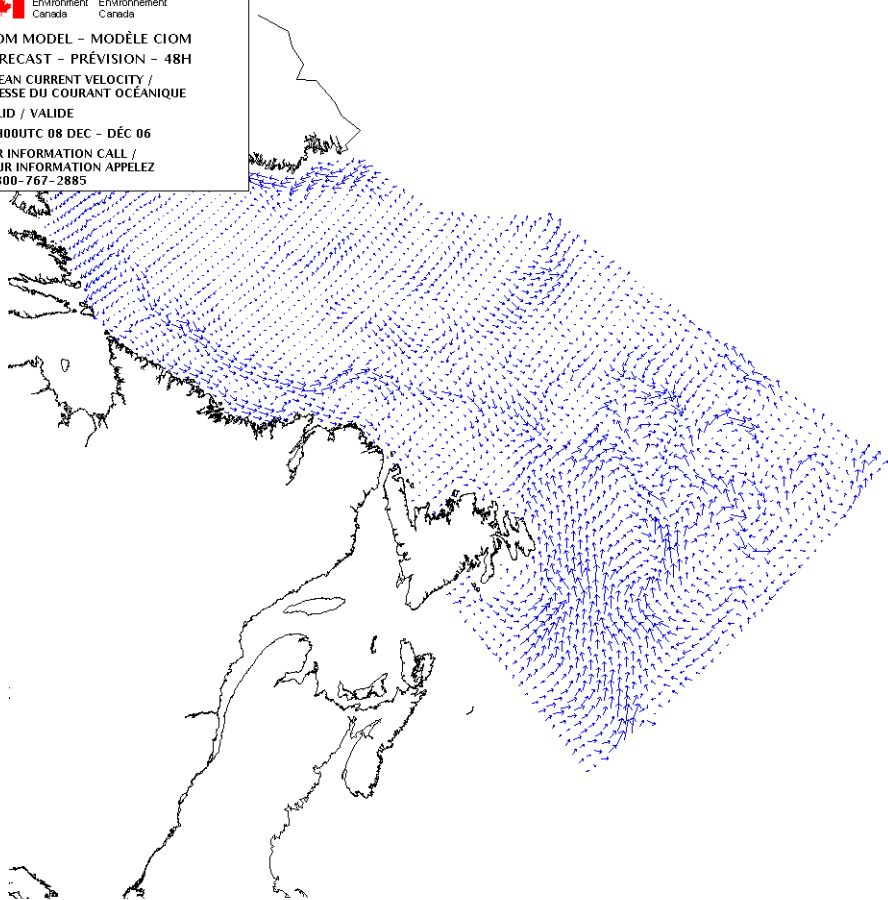 Environment Environnement
Canada Canada
OM MODEL – MODÈLE CIOM
RECAST – PRÉVISION – 48H
EAN CURRENT VELOCITY /
ESSE DU COURANT OCÉANIQUE
LID / VALIDE
H00UTC 08 DEC – DÉC 06
R INFORMATION CALL /
UR INFORMATION APPELEZ
800-767-2885